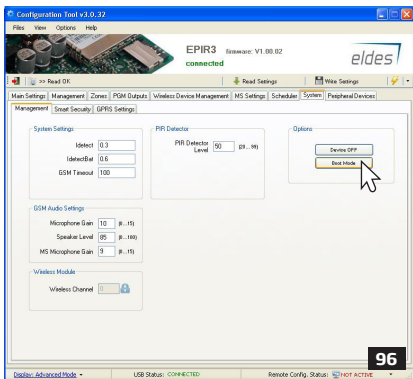 Configuration Tool v3.0.32
Files View Options Help
EPIR3 firmware: V1.00.02
connected
eldes
>> Read OK
Read Settings
Write Settings
Main Settings Management Zones PGM Outputs Wireless Device Management MS Settings Scheduler System Peripheral Devices
Management Smart Security GPRS Settings
System Settings
Idetect 0.3
IdetectBat 0.6
GSM Timeout 100
PIR Detector
PIR Detector Level 50 (20... 99)
Options
Device OFF
Boot Mode
GSM Audio Settings
Microphone Gain 10 (0...15)
Speaker Level 85 (0...100)
MS Microphone Gain 9 (0...15)
Wireless Module
Wireless Channel 0
96
Display: Advanced Mode
USB Status: CONNECTED
Remote Config. Status: NOT ACTIVE